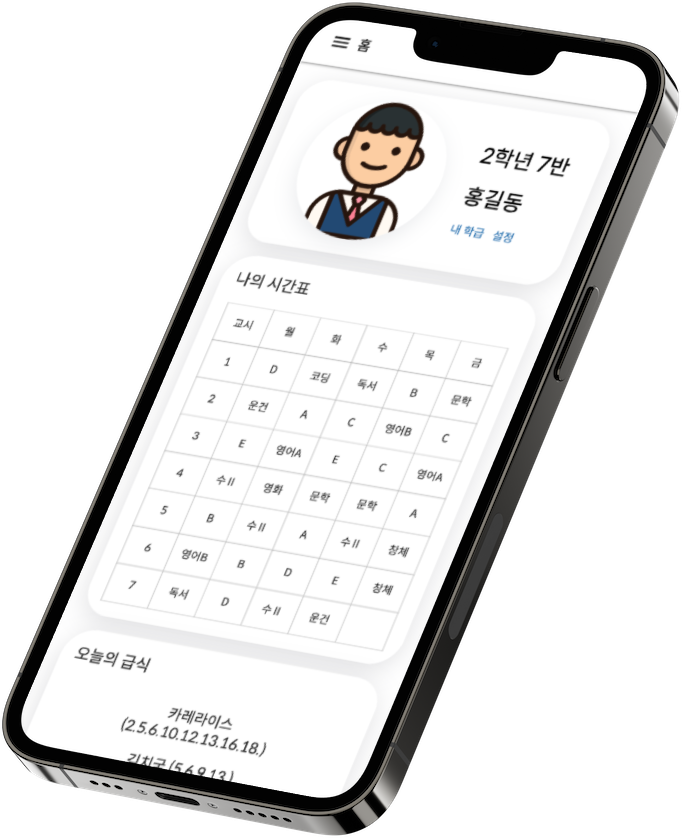 홈
2학년 7반
홍길동
내 학급 설정
나의 시간표
교시 월 화 수 목 금
1 D 코딩 독서 B 문학
2 운건 A C 영어B C
3 E 영어A E C 영어A
4 수II 영화 문학 문학 A
5 B 수II A 수II 창체
6 영어B B D E 창체
7 독서 D 수II 운건
오늘의 급식
카레라이스
(2.5.6.10.12.13.16.18.)
김치국 (5.6.9.13.)